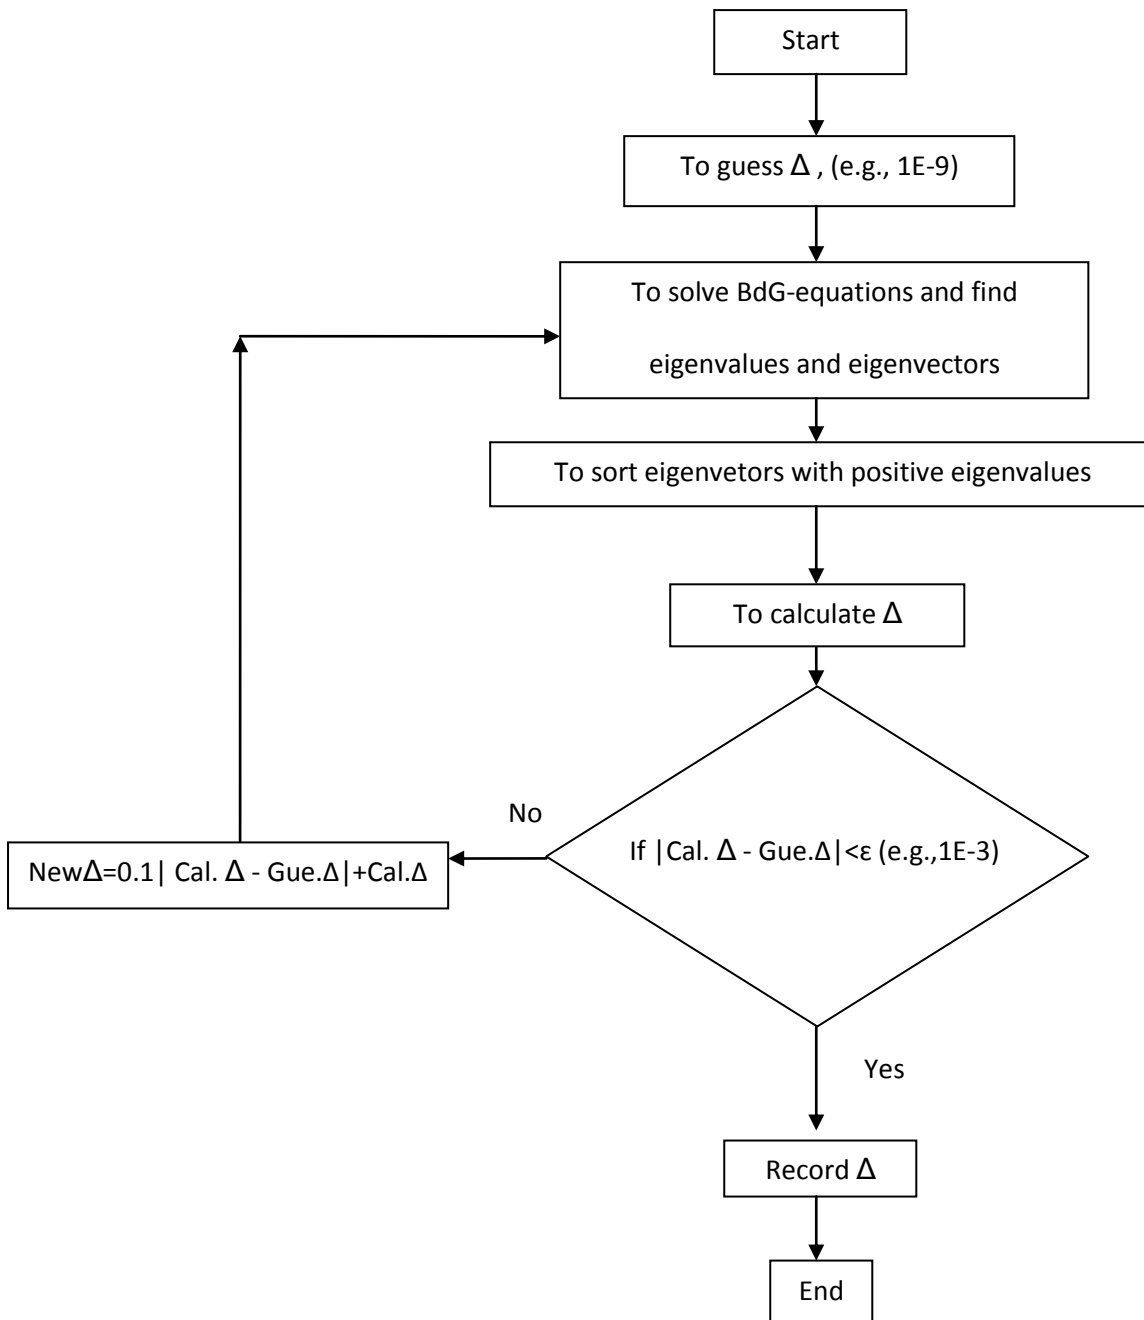 Start
To guess Δ , (e.g., 1E-9)
To solve BdG-equations and find
eigenvalues and eigenvectors
To sort eigenvetors with positive eigenvalues
To calculate Δ
No
If |Cal. Δ - Gue.Δ|<ε (e.g.,1E-3)
NewΔ=0.1| Cal. Δ - Gue.Δ|+Cal.Δ
Yes
Record Δ
End